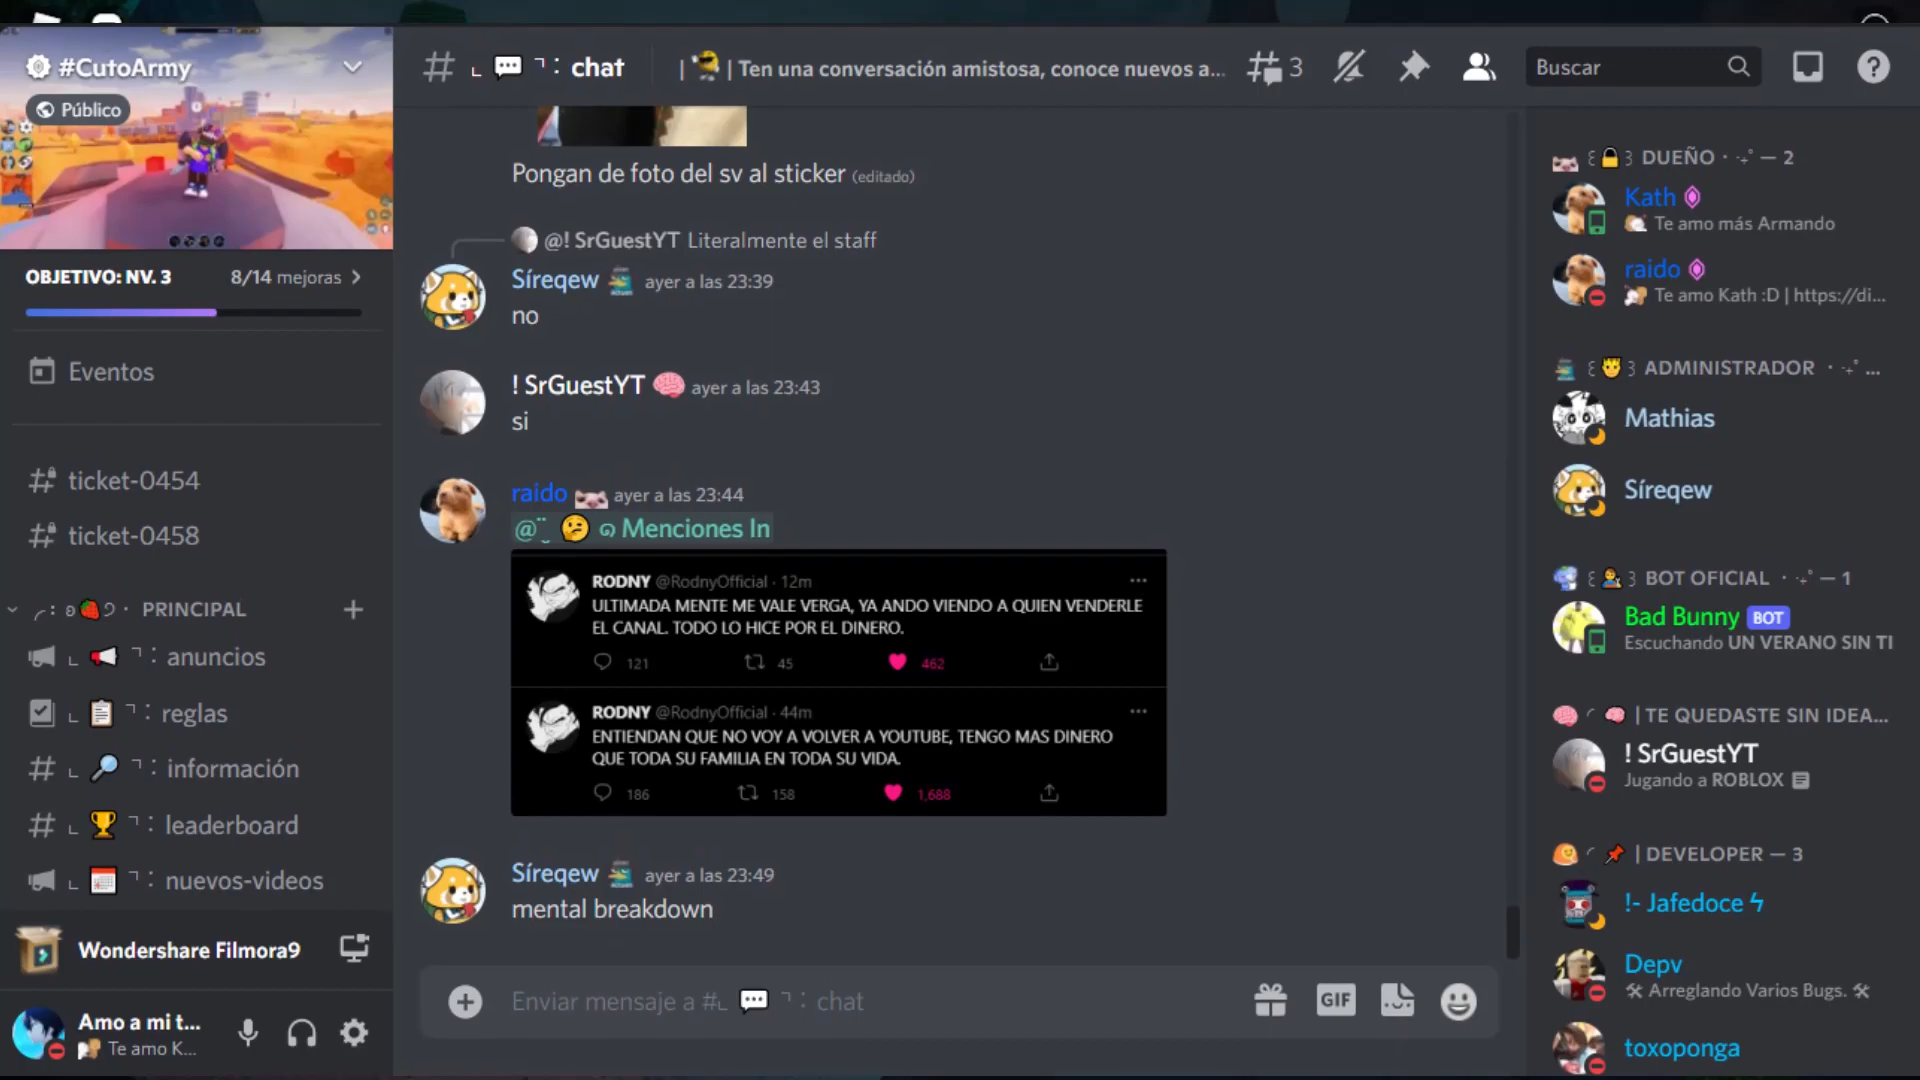 #CutoArmy
Público
OBJETIVO: NV. 3
8/14 mejoras
Eventos
ticket-0454
ticket-0458
PRINCIPAL
anuncios
reglas
información
leaderboard
nuevos-videos
Wondershare Filmora9
Amo a mi t...
Te amo K...
chat
| | Ten una conversación amistosa, conoce nuevos a...
3
Buscar
Pongan de foto del sv al sticker (editado)
@! SrGuestYT Literalmente el staff
Síreqew ayer a las 23:39
no
! SrGuestYT ayer a las 23:43
si
raido ayer a las 23:44
@ Menciones In
RODNY @RodnyOfficial · 12m
ULTIMADA MENTE ME VALE VERGA, YA ANDO VIENDO A QUIEN VENDERLE
EL CANAL. TODO LO HICE POR EL DINERO.
121 45 462
RODNY @RodnyOfficial · 44m
ENTIENDAN QUE NO VOY A VOLVER A YOUTUBE, TENGO MAS DINERO
QUE TODA SU FAMILIA EN TODA SU VIDA.
186 158 1,688
Síreqew ayer a las 23:49
mental breakdown
Enviar mensaje a # chat
GIF
DUEÑO — 2
Kath
Te amo más Armando
raido
Te amo Kath :D | https://di...
ADMINISTRADOR ...
Mathias
Síreqew
BOT OFICIAL — 1
Bad Bunny BOT
Escuchando UN VERANO SIN TI
| TE QUEDASTE SIN IDEA...
! SrGuestYT
Jugando a ROBLOX
| DEVELOPER — 3
!- Jafedoce ϟ
Depv
🛠 Arreglando Varios Bugs. 🛠
toxoponga